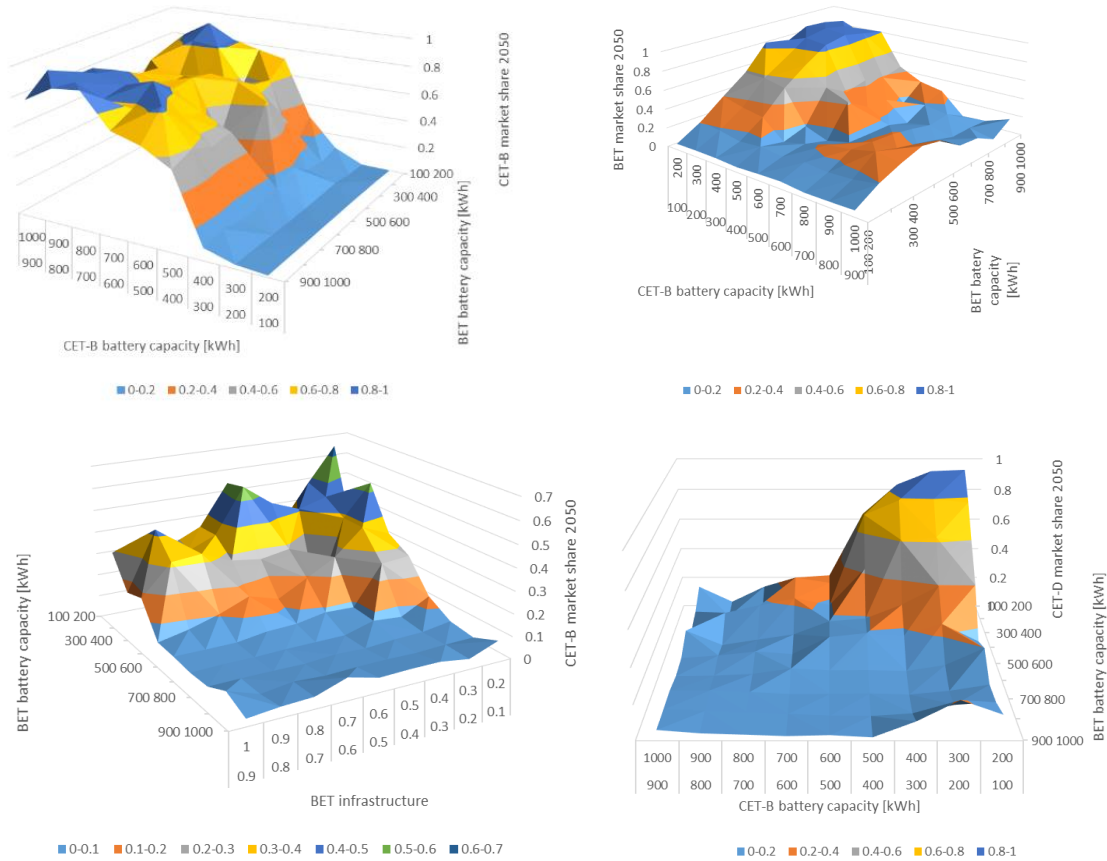 1
0.8
0.6
0.4
0.2
CET-B market share 2050
100 200
300 400
500 600
700 800
900 1000
BET battery capacity [kWh]
1000 900 800 700 600 500 400 300 200
900 800 700 600 500 400 300 200 100
CET-B battery capacity [kWh]
0-0.2 0.2-0.4 0.4-0.6 0.6-0.8 0.8-1
BET market share 2050
1
0.8
0.6
0.4
0.2
0
200 300 400 500 600 700 800 900 1000
100 200 300 400 500 600 700 800 900
CET-B battery capacity [kWh]
100 200
300 400
500 600
700 800
900 1000
BET battery
capacity
[kWh]
0-0.2 0.2-0.4 0.4-0.6 0.6-0.8 0.8-1
BET battery capacity [kWh]
100 200
300 400
500 600
700 800
900 1000
0.7
0.6
0.5
0.4
0.3
0.2
0.1
0
CET-B market share 2050
1 0.9 0.8 0.7 0.6 0.5 0.4 0.3 0.2
0.9 0.8 0.7 0.6 0.5 0.4 0.3 0.2 0.1
BET infrastructure
0-0.1 0.1-0.2 0.2-0.3 0.3-0.4 0.4-0.5 0.5-0.6 0.6-0.7
1
0.8
0.6
0.4
0.2
0
CET-D market share 2050
100 200
300 400
500 600
700 800
900 1000
BET battery capacity [kWh]
1000 900 800 700 600 500 400 300 200
900 800 700 600 500 400 300 200 100
CET-B battery capacity [kWh]
0-0.2 0.2-0.4 0.4-0.6 0.6-0.8 0.8-1